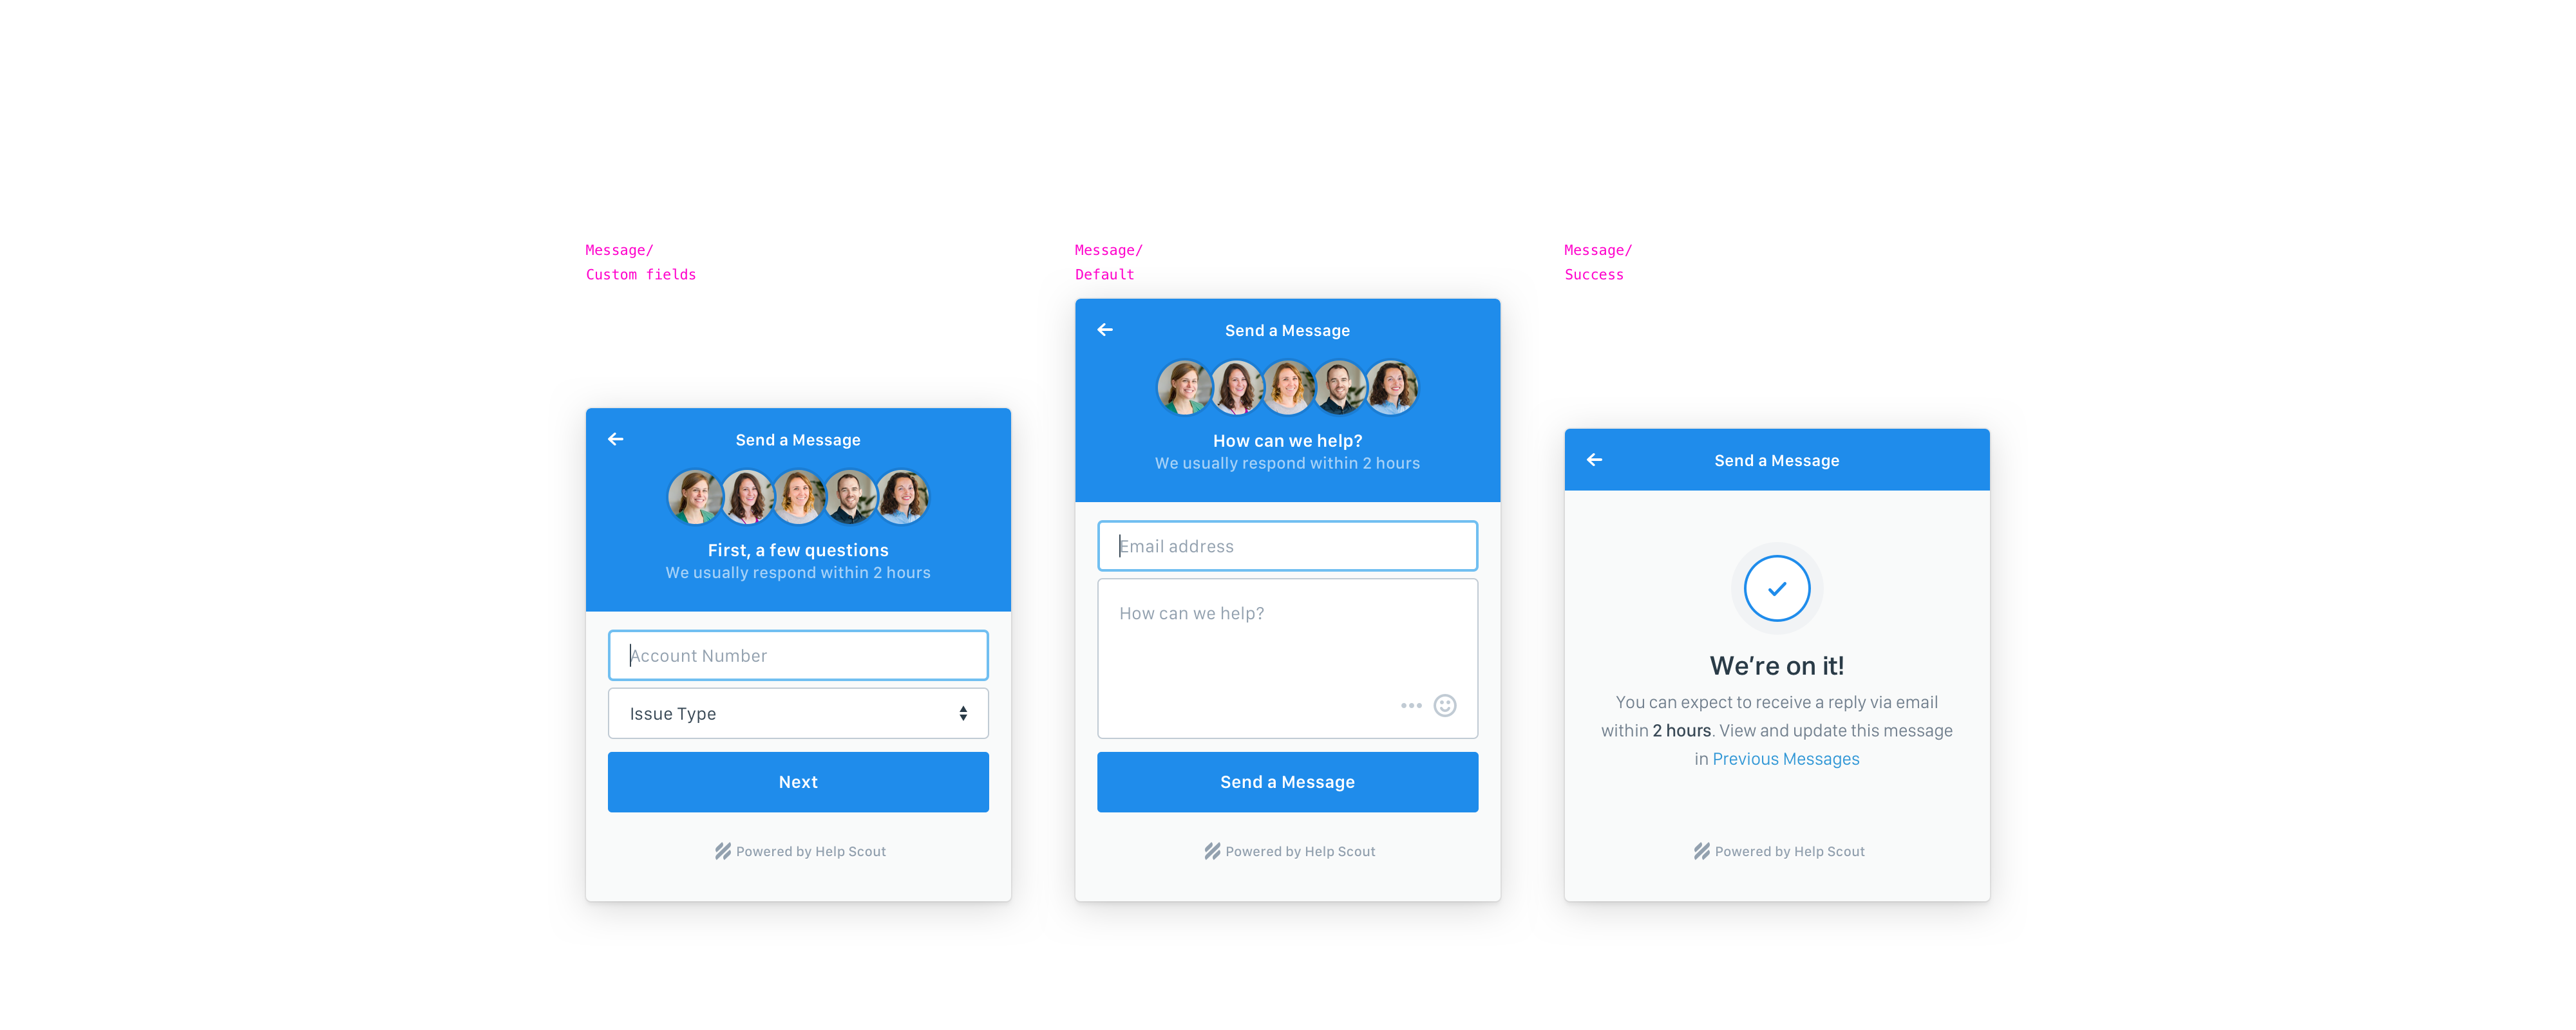 Message/
Custom fields
Send a Message
First, a few questions
We usually respond within 2 hours
Account Number
Issue Type
Next
Powered by Help Scout
Message/
Default
Send a Message
How can we help?
We usually respond within 2 hours
Email address
How can we help?
Send a Message
Powered by Help Scout
Message/
Success
Send a Message
We're on it!
You can expect to receive a reply via email
within 2 hours. View and update this message
in Previous Messages
Powered by Help Scout